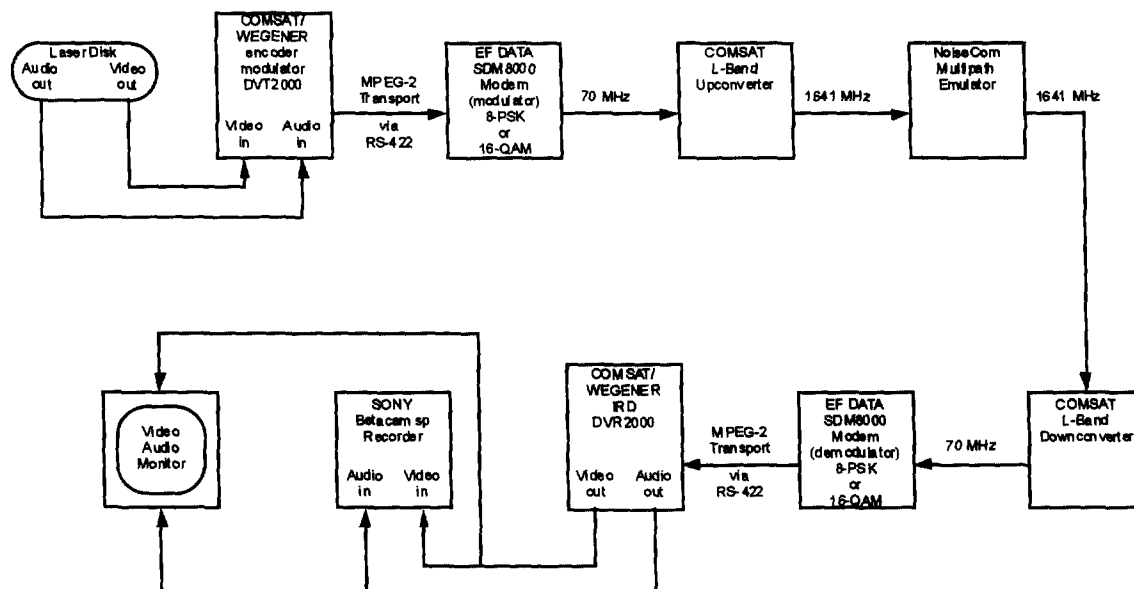 Laser Disk
Audio out
Video out
COMSAT/
WEGENER
encoder
modulator
DVT2000
Video in
Audio in
MPEG-2
Transport
via
RS-422
EF DATA
SDM8000
Modem
(modulator)
8-PSK
or
16-QAM
70 MHz
COMSAT
L-Band
Upconverter
1641 MHz
NoiseCom
Multipath
Emulator
1641 MHz
Video
Audio
Monitor
SONY
Betacam sp
Recorder
Audio in
Video in
COMSAT/
WEGENER
IRD
DVR2000
Video out
Audio out
MPEG-2
Transport
via
RS-422
EF DATA
SDM8000
Modem
(demodulator)
8-PSK
or
16-QAM
70 MHz
COMSAT
L-Band
Downconverter